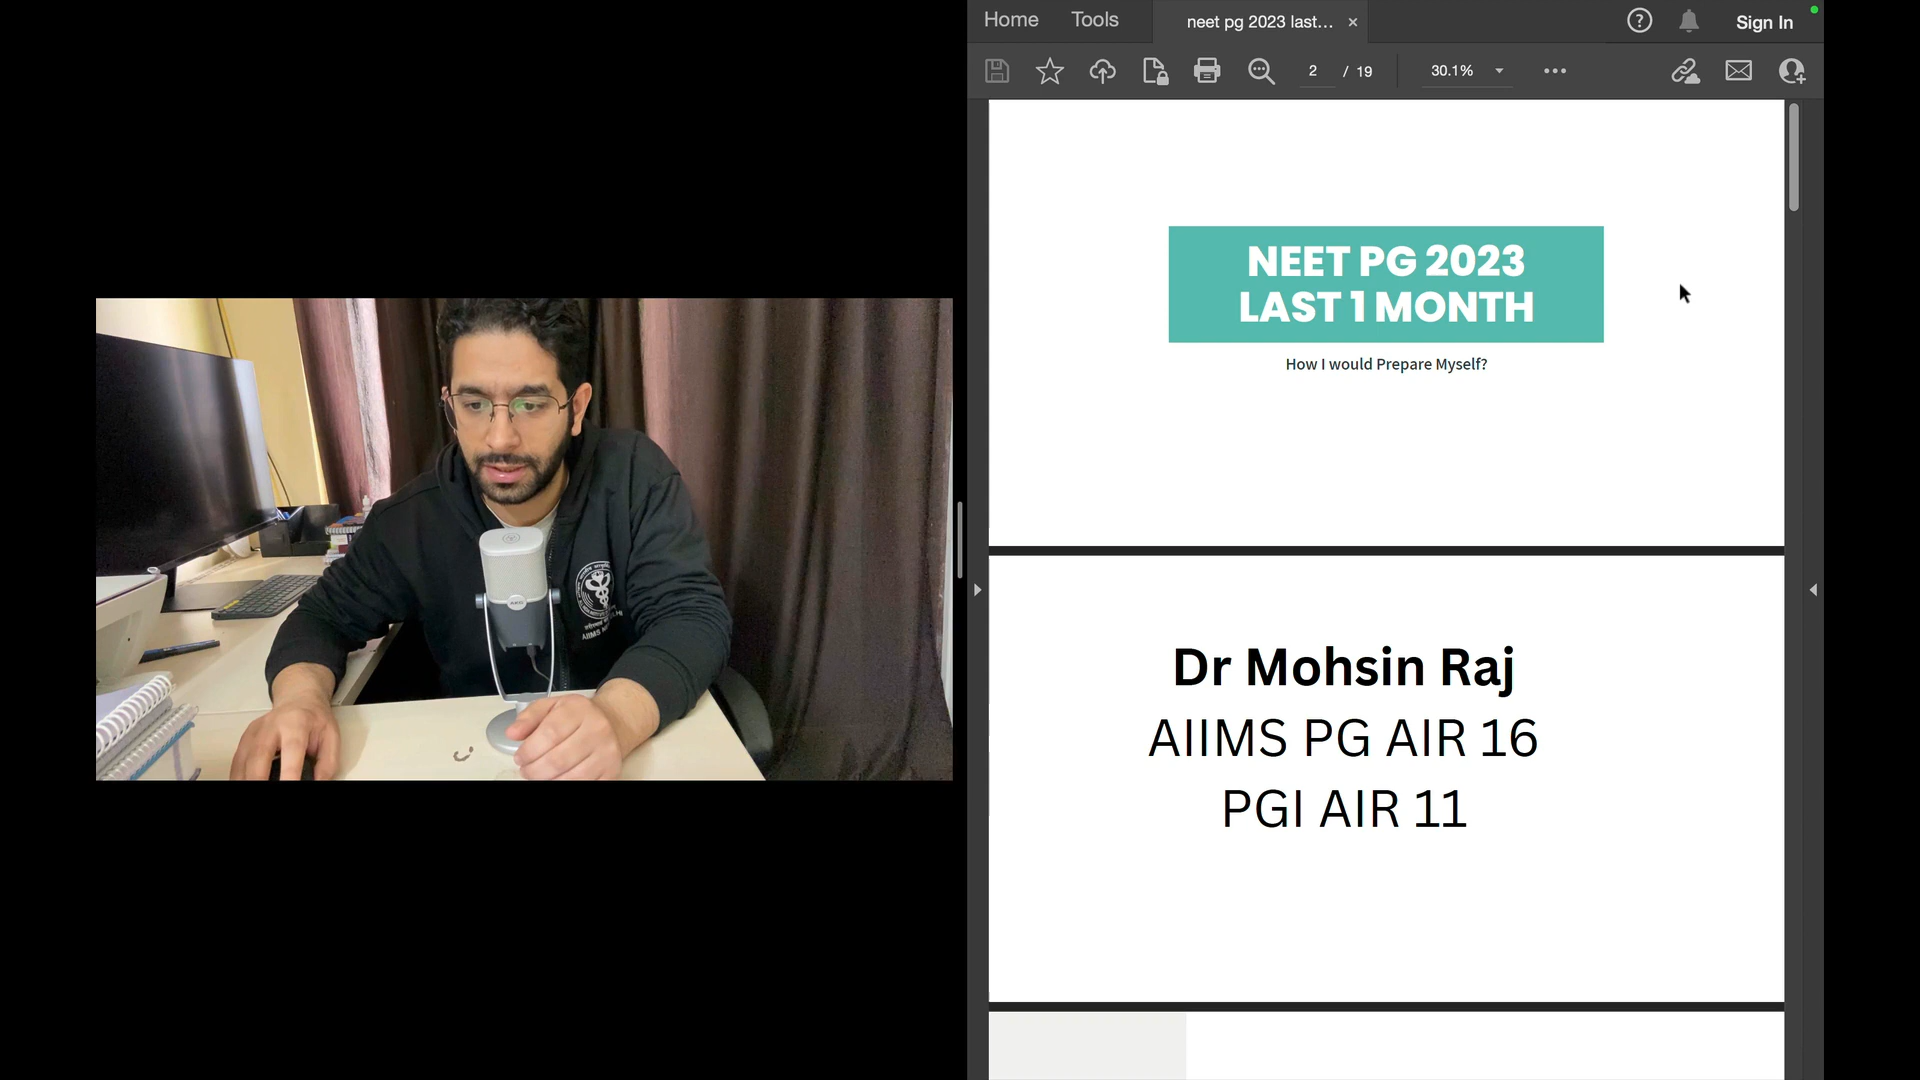 Home
Tools
neet pg 2023 last...
Sign In
2
/ 19
30.1%
NEET PG 2023
LAST 1 MONTH
How I would Prepare Myself?
Dr Mohsin Raj
AIIMS PG AIR 16
PGI AIR 11
AKG